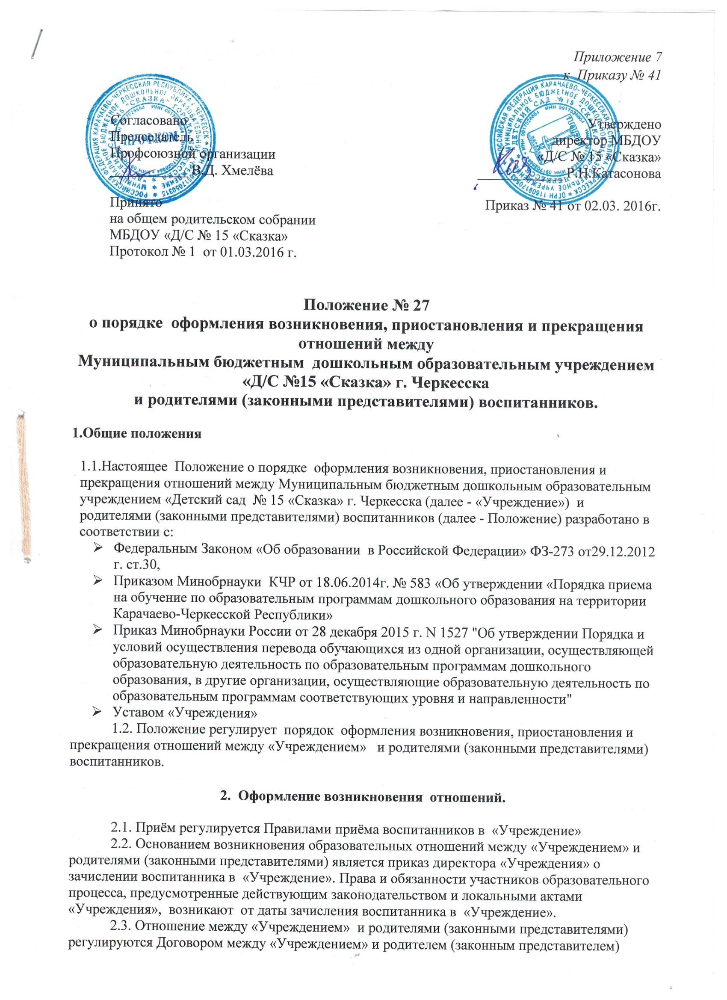 Приложение 7
к  Приказу № 41
Согласовано
Председатель
Профсоюзной организации
____________ В.Д. Хмелёва
Утверждено
директор МБДОУ
«Д/С № 15 «Сказка»
____________ Р.Н.Катасонова
ПРОФКОМ
Принято
на общем родительском собрании
МБДОУ «Д/С № 15 «Сказка»
Протокол № 1  от 01.03.2016 г.
Приказ № 41 от 02.03. 2016г.
Положение № 27
о порядке  оформления возникновения, приостановления и прекращения
отношений между
Муниципальным бюджетным  дошкольным образовательным учреждением
«Д/С №15 «Сказка» г. Черкесска
и родителями (законными представителями) воспитанников.
1.Общие положения
1.1.Настоящее  Положение о порядке  оформления возникновения, приостановления и
прекращения отношений между Муниципальным бюджетным дошкольным образовательным
учреждением «Детский сад  № 15 «Сказка» г. Черкесска (далее - «Учреждение»)  и
родителями (законными представителями) воспитанников (далее - Положение) разработано в
соответствии с:
➢ Федеральным Законом «Об образовании  в Российской Федерации» ФЗ-273 от29.12.2012
г. ст.30,
➢ Приказом Минобрнауки  КЧР от 18.06.2014г. № 583 «Об утверждении «Порядка приема
на обучение по образовательным программам дошкольного образования на территории
Карачаево-Черкесской Республики»
➢ Приказ Минобрнауки России от 28 декабря 2015 г. N 1527 "Об утверждении Порядка и
условий осуществления перевода обучающихся из одной организации, осуществляющей
образовательную деятельность по образовательным программам дошкольного
образования, в другие организации, осуществляющие образовательную деятельность по
образовательным программам соответствующих уровня и направленности"
➢ Уставом «Учреждения»
1.2. Положение регулирует  порядок  оформления возникновения, приостановления и
прекращения отношений между «Учреждением»   и родителями (законными представителями)
воспитанников.
2.  Оформление возникновения  отношений.
2.1. Приём регулируется Правилами приёма воспитанников в  «Учреждение»
2.2. Основанием возникновения образовательных отношений между «Учреждением» и
родителями (законными представителями) является приказ директора «Учреждения» о
зачислении воспитанника в  «Учреждение». Права и обязанности участников образовательного
процесса, предусмотренные действующим законодательством и локальными актами
«Учреждения»,  возникают  от даты зачисления воспитанника в  «Учреждение».
2.3. Отношение между «Учреждением»  и родителями (законными представителями)
регулируются Договором между «Учреждением» и родителем (законным представителем)